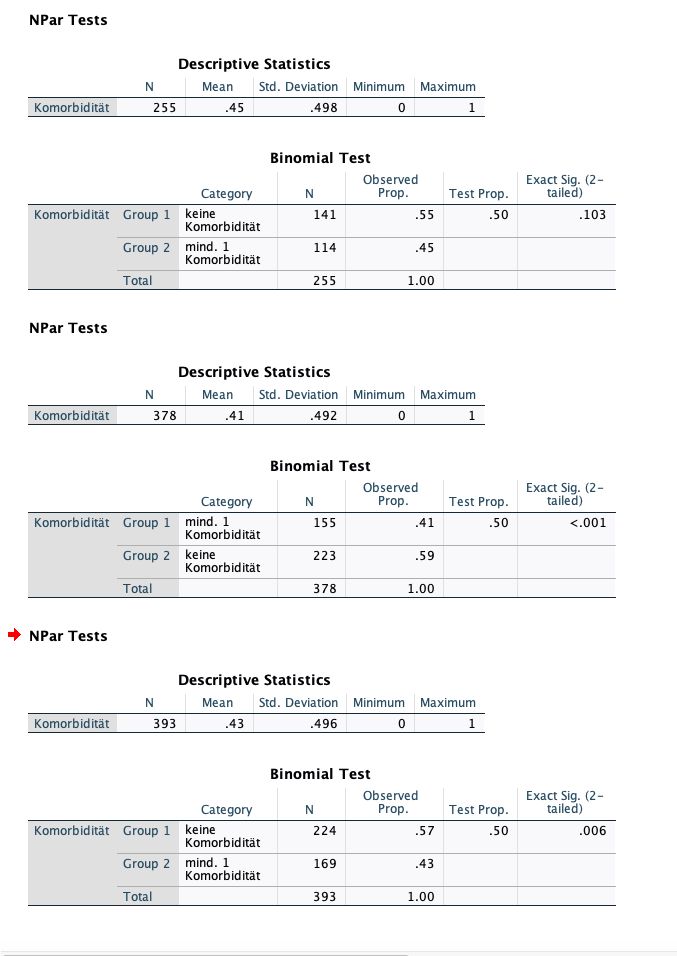 NPar Tests
Descriptive Statistics
N Mean Std. Deviation Minimum Maximum
Komorbidität 255 .45 .498 0 1
Binomial Test
Category N Observed Prop. Test Prop. Exact Sig. (2-tailed)
Komorbidität Group 1 keine Komorbidität 141 .55 .50 .103
Group 2 mind. 1 Komorbidität 114 .45
Total 255 1.00
NPar Tests
Descriptive Statistics
N Mean Std. Deviation Minimum Maximum
Komorbidität 378 .41 .492 0 1
Binomial Test
Category N Observed Prop. Test Prop. Exact Sig. (2-tailed)
Komorbidität Group 1 mind. 1 Komorbidität 155 .41 .50 <.001
Group 2 keine Komorbidität 223 .59
Total 378 1.00
NPar Tests
Descriptive Statistics
N Mean Std. Deviation Minimum Maximum
Komorbidität 393 .43 .496 0 1
Binomial Test
Category N Observed Prop. Test Prop. Exact Sig. (2-tailed)
Komorbidität Group 1 keine Komorbidität 224 .57 .50 .006
Group 2 mind. 1 Komorbidität 169 .43
Total 393 1.00